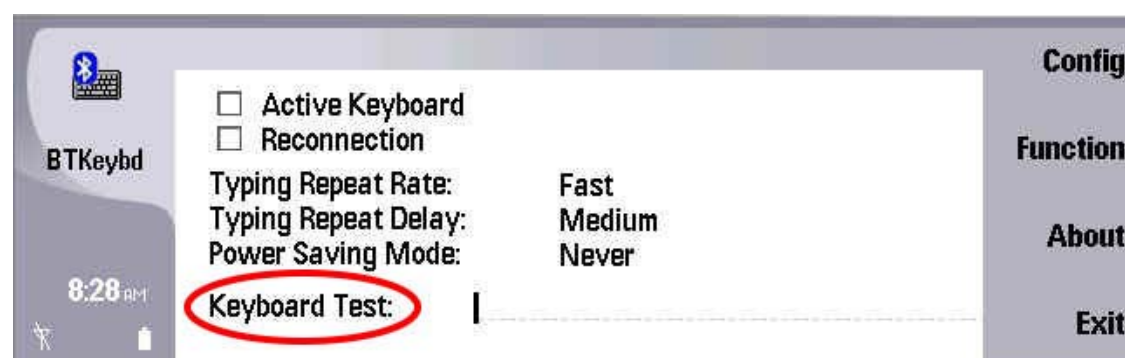 Config
Active Keyboard
Reconnection
BTKeybd
Function
Typing Repeat Rate: Fast
Typing Repeat Delay: Medium
Power Saving Mode: Never
About
8:28 AM
Keyboard Test:
Exit